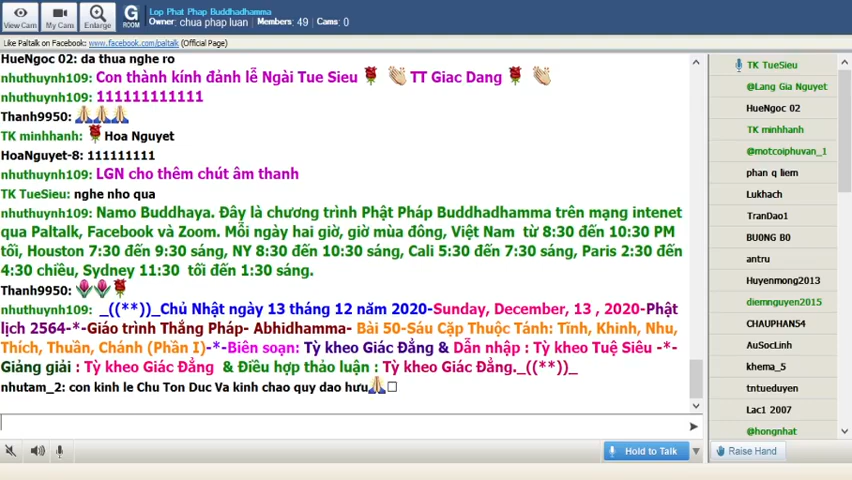 View Cam
My Cam
Enlarge
G
ROOM
Lop Phat Phap Buddhadhamma
Owner: chua phap luan / Members: 49 / Cams: 0
Like Paltalk on Facebook: www.facebook.com/paltalk (Official Page)
HueNgoc 02: da thua nghe ro
nhuthuynh109: Con thành kính đảnh lễ Ngài Tue Sieu 🌹 👏 TT Giac Dang 🌹 👏
nhuthuynh109: 111111111111
Thanh9950: 🙏🙏🙏
TK minhhanh: 🌹Hoa Nguyet
HoaNguyet-8: 111111111
nhuthuynh109: LGN cho thêm chút âm thanh
TK TueSieu: nghe nho qua
nhuthuynh109: Namo Buddhaya. Đây là chương trình Phật Pháp Buddhadhamma trên mạng intenet
qua Paltalk, Facebook và Zoom. Mỗi ngày hai giờ, giờ mùa đông, Việt Nam từ 8:30 đến 10:30 PM
tối, Houston 7:30 đến 9:30 sáng, NY 8:30 đến 10:30 sáng, Cali 5:30 đến 7:30 sáng, Paris 2:30 đến
4:30 chiều, Sydney 11:30 tối đến 1:30 sáng.
Thanh9950: 🌷🌷🌹
nhuthuynh109: _((**))_Chủ Nhật ngày 13 tháng 12 năm 2020-Sunday, December, 13 , 2020-Phật
lịch 2564-*-Giáo trình Thắng Pháp- Abhidhamma- Bài 50-Sáu Cặp Thuộc Tánh: Tĩnh, Khinh, Nhu,
Thích, Thuần, Chánh (Phần I)-*-Biên soạn: Tỳ kheo Giác Đẳng & Dẫn nhập : Tỳ kheo Tuệ Siêu -*-
Giảng giải : Tỳ kheo Giác Đẳng & Điều hợp thảo luận : Tỳ kheo Giác Đẳng._((**))_
nhutam_2: con kinh le Chu Ton Duc Va kinh chao quy dao hưu🙏□
TK TueSieu
@Lang Gia Nguyet
HueNgoc 02
TK minhhanh
@motcoiphuvan_1
phan q liem
Lukhach
TranDao1
BU0NG B0
antru
Huyenmong2013
diemnguyen2015
CHAUPHAN54
AuSocLinh
khema_5
tntueduyen
Lac1 2007
@hongnhat
Hold to Talk
Raise Hand